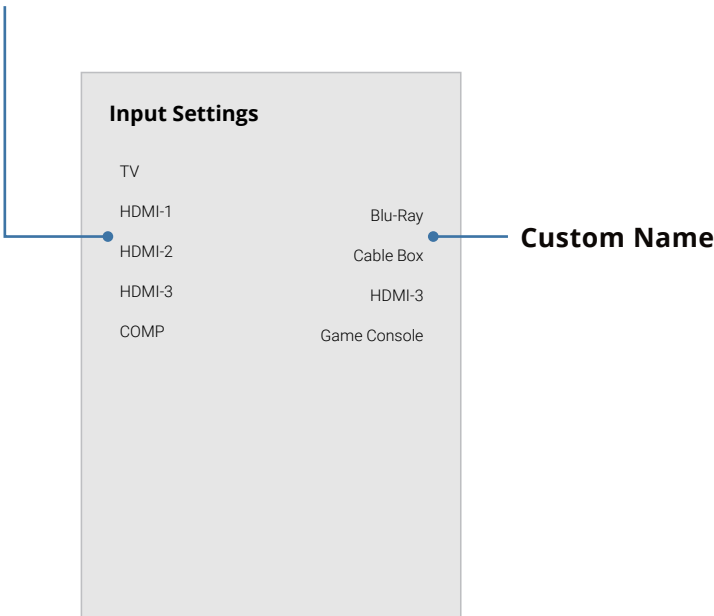 Input Settings
TV
HDMI-1 Blu-Ray
HDMI-2 Cable Box
HDMI-3 HDMI-3
COMP Game Console
Custom Name